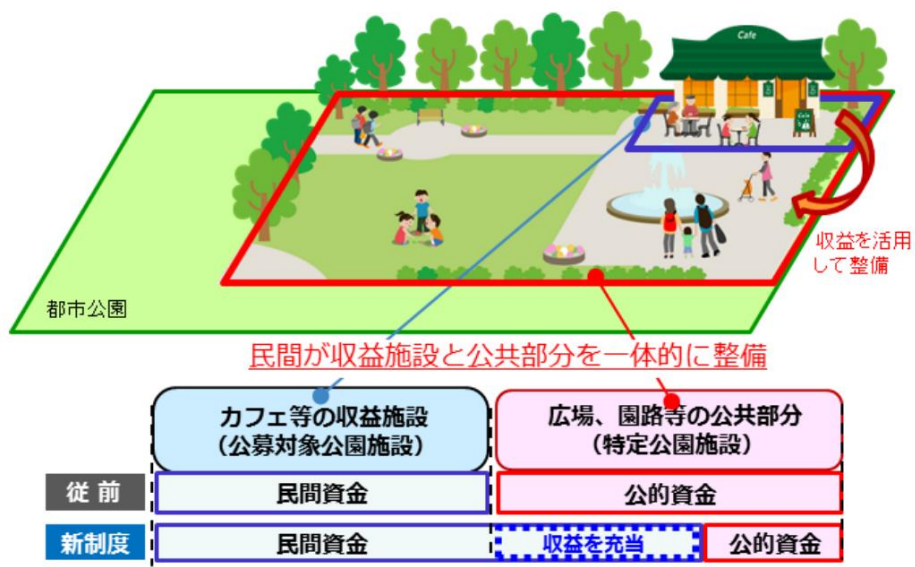 Cafe
Cafe
収益を活用
して整備
都市公園
民間が収益施設と公共部分を一体的に整備
カフェ等の収益施設
（公募対象公園施設）
広場、園路等の公共部分
（特定公園施設）
従前
民間資金
公的資金
新制度
民間資金
収益を充当
公的資金